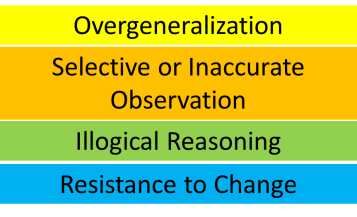 Overgeneralization
Selective or Inaccurate
Observation
Illogical Reasoning
Resistance to Change